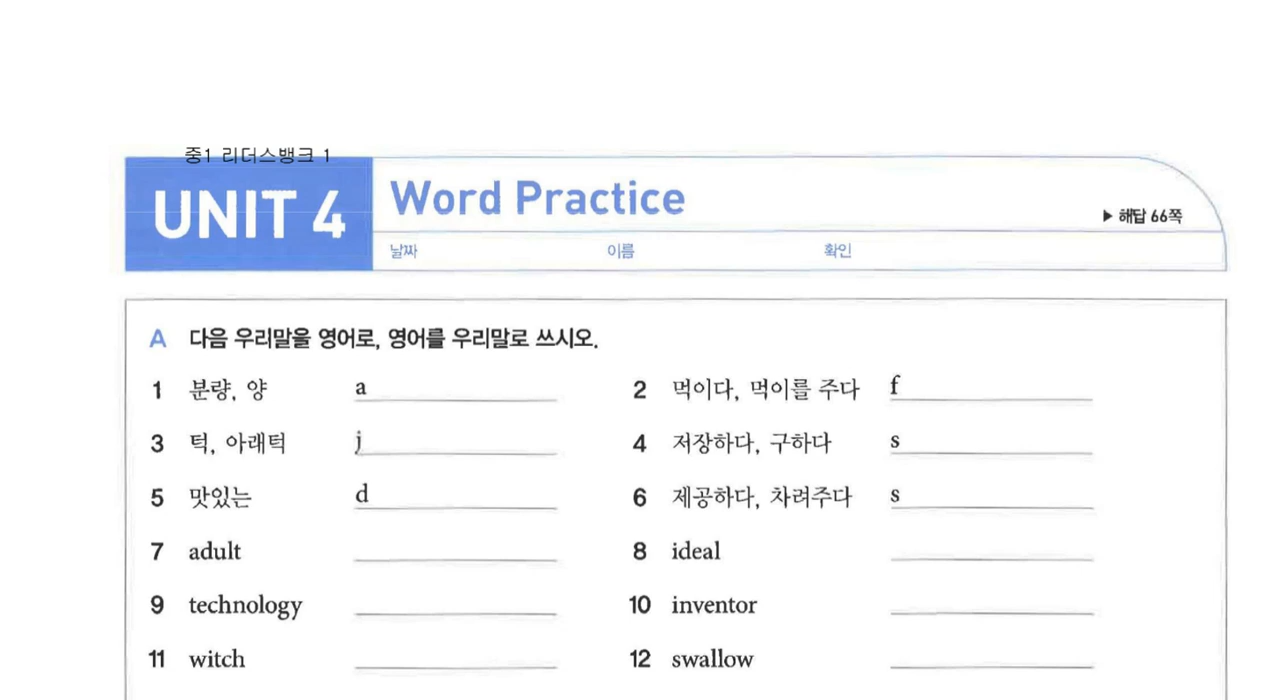 중1 리더스뱅크 1
UNIT 4
Word Practice
▶ 해답 66쪽
날짜 이름 확인
A 다음 우리말을 영어로, 영어를 우리말로 쓰시오.
1 분량, 양 a
2 먹이다, 먹이를 주다 f
3 턱, 아래턱 j
4 저장하다, 구하다 s
5 맛있는 d
6 제공하다, 차려주다 s
7 adult
8 ideal
9 technology
10 inventor
11 witch
12 swallow